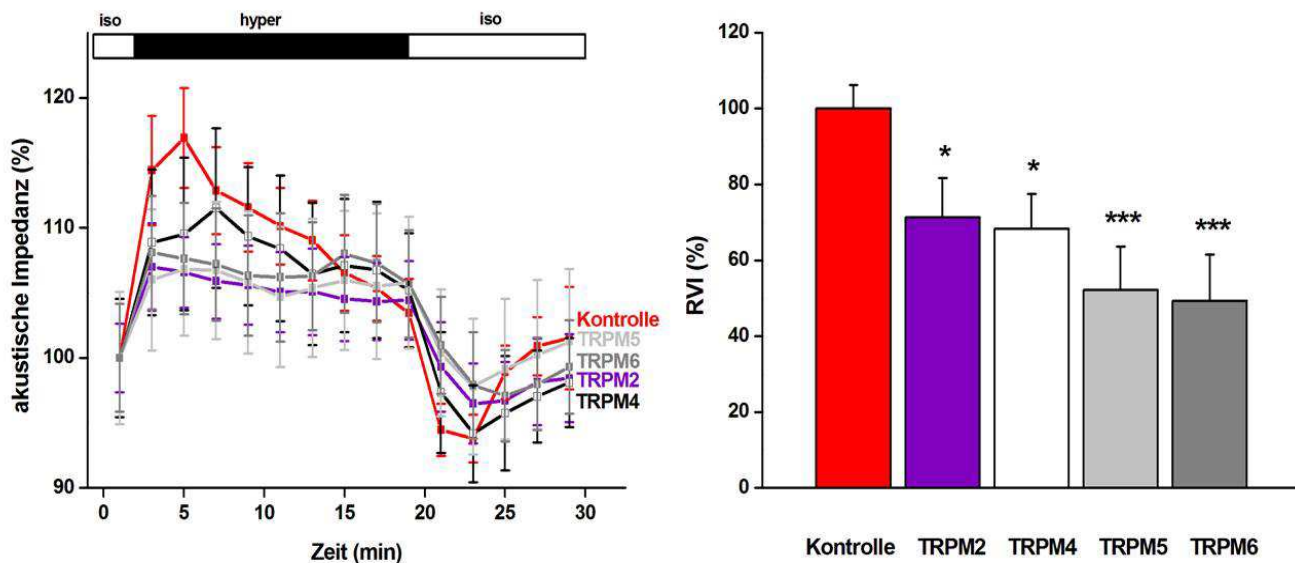 iso hyper iso
akustische Impedanz (%)
120
110
100
90
Kontrolle
TRPM5
TRPM6
TRPM2
TRPM4
0 5 10 15 20 25 30
Zeit (min)
RVI (%)
120
100
80
60
40
20
0
* * *** ***
Kontrolle TRPM2 TRPM4 TRPM5 TRPM6